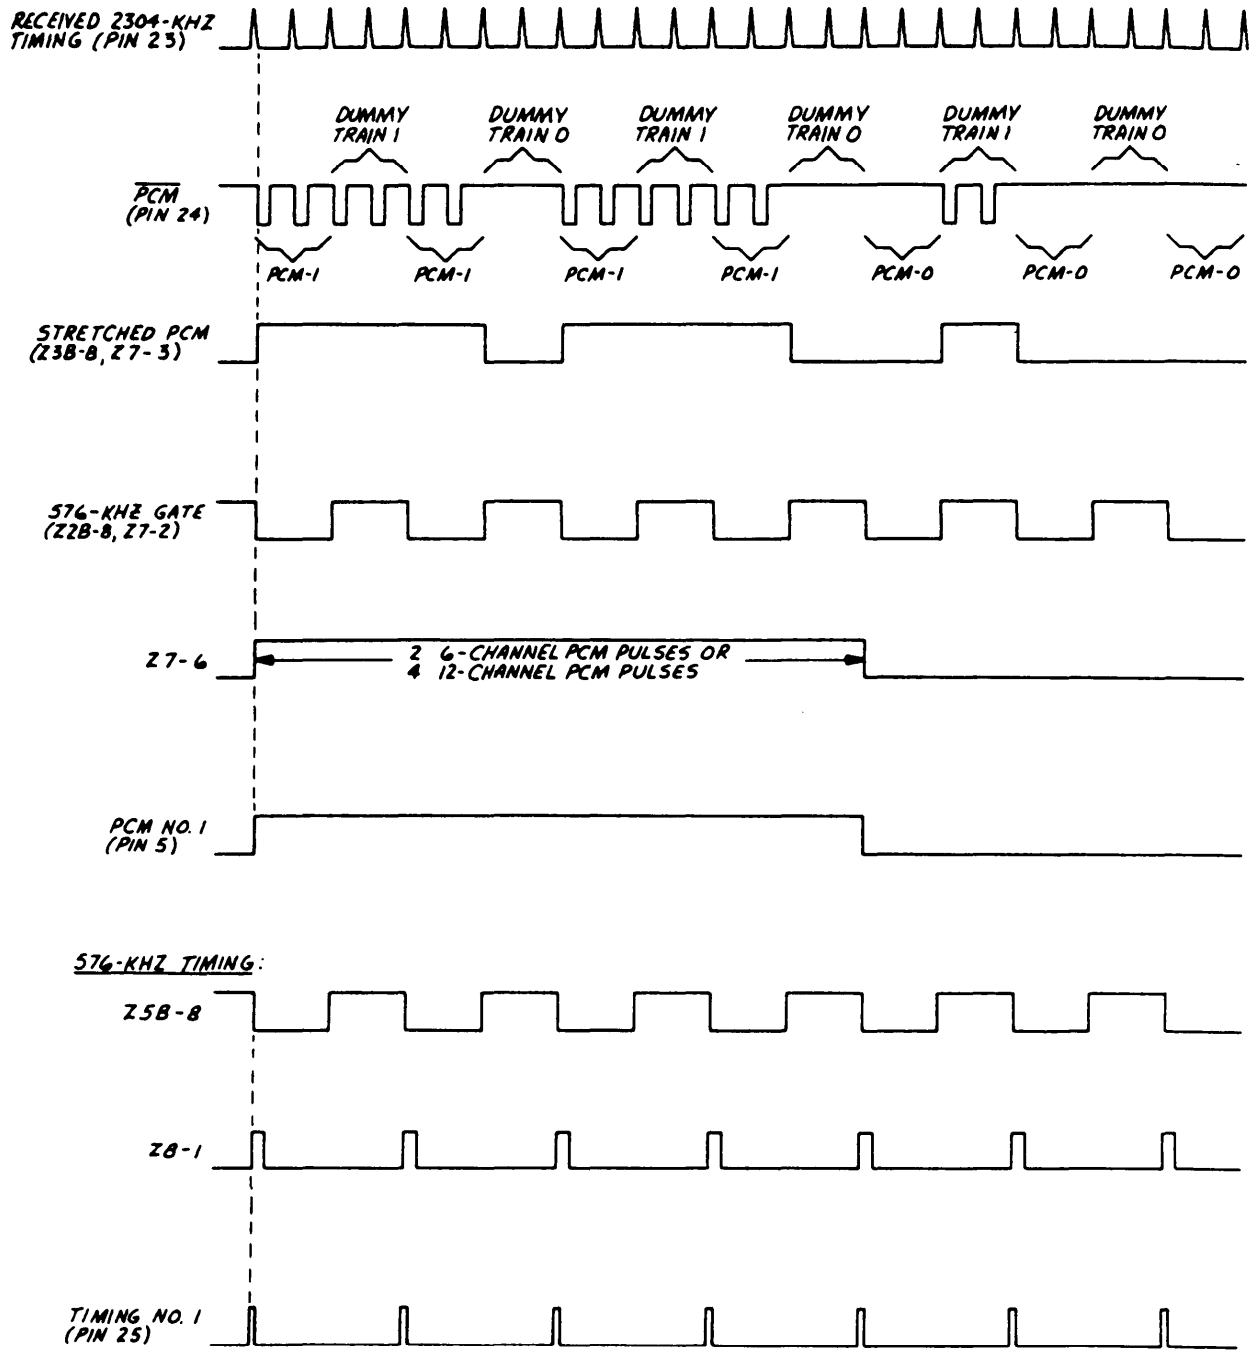 RECEIVED 2304-KHZ
TIMING (PIN 23)
DUMMY
TRAIN 1
DUMMY
TRAIN 0
DUMMY
TRAIN 1
DUMMY
TRAIN 0
DUMMY
TRAIN 1
DUMMY
TRAIN 0
PCM
(PIN 24)
PCM-1
PCM-1
PCM-1
PCM-1
PCM-0
PCM-0
PCM-0
STRETCHED PCM
(Z3B-8, Z7-3)
576-KHZ GATE
(Z2B-8, Z7-2)
Z7-6
2 6-CHANNEL PCM PULSES OR
4 12-CHANNEL PCM PULSES
PCM NO. 1
(PIN 5)
576-KHZ TIMING:
Z5B-8
Z8-1
TIMING NO. 1
(PIN 25)